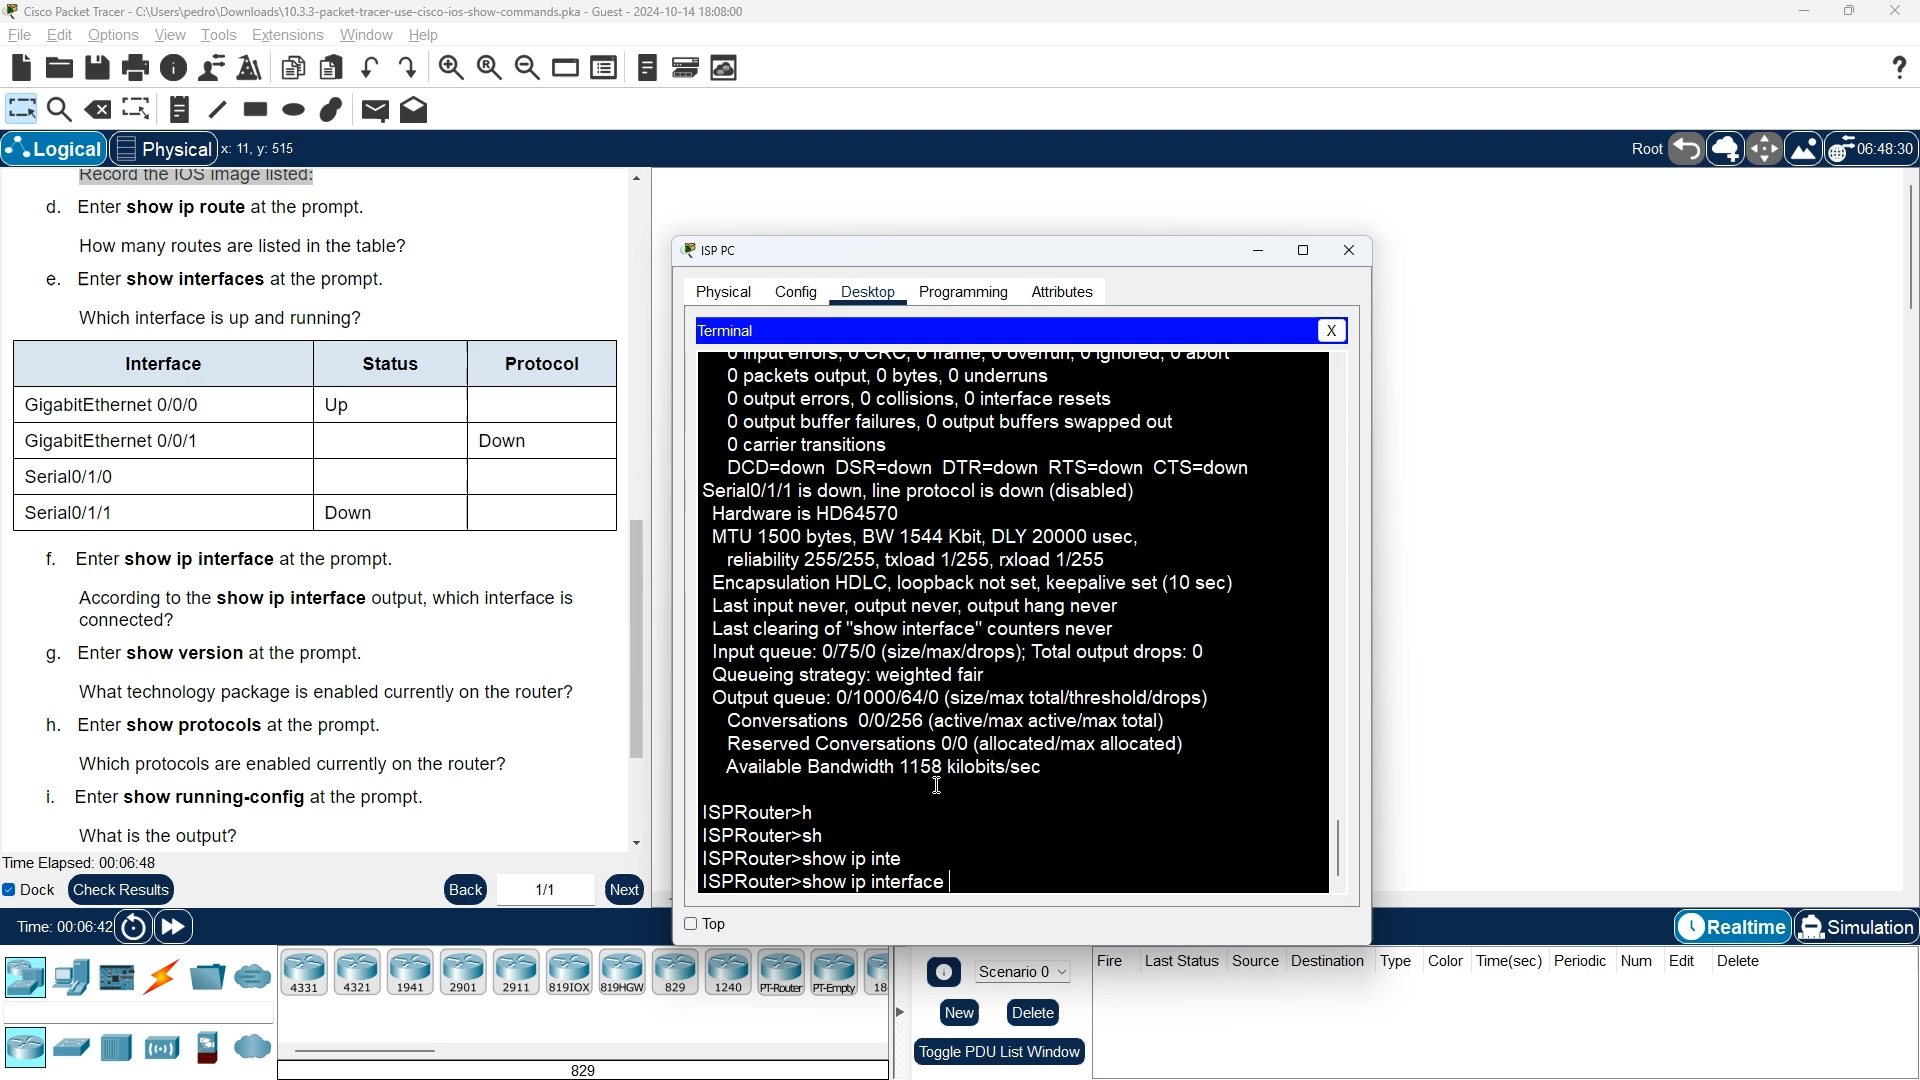 Cisco Packet Tracer - C:\Users\pedro\Downloads\10.3.3-packet-tracer-use-cisco-ios-show-commands.pka - Guest - 2024-10-14 18:08:00
File Edit Options View Tools Extensions Window Help
?
Logical Physical x: 11, y: 515
Root 06:48:30
Record the IOS image listed:
d. Enter show ip route at the prompt.
How many routes are listed in the table?
e. Enter show interfaces at the prompt.
Which interface is up and running?
Interface Status Protocol
GigabitEthernet 0/0/0 Up
GigabitEthernet 0/0/1 Down
Serial0/1/0
Serial0/1/1 Down
f. Enter show ip interface at the prompt.
According to the show ip interface output, which interface is
connected?
g. Enter show version at the prompt.
What technology package is enabled currently on the router?
h. Enter show protocols at the prompt.
Which protocols are enabled currently on the router?
i. Enter show running-config at the prompt.
What is the output?
Time Elapsed: 00:06:48
Dock Check Results Back 1/1 Next
ISP PC
Physical Config Desktop Programming Attributes
Terminal X
0 input errors, 0 CRC, 0 frame, 0 overrun, 0 ignored, 0 abort
0 packets output, 0 bytes, 0 underruns
0 output errors, 0 collisions, 0 interface resets
0 output buffer failures, 0 output buffers swapped out
0 carrier transitions
DCD=down DSR=down DTR=down RTS=down CTS=down
Serial0/1/1 is down, line protocol is down (disabled)
Hardware is HD64570
MTU 1500 bytes, BW 1544 Kbit, DLY 20000 usec,
reliability 255/255, txload 1/255, rxload 1/255
Encapsulation HDLC, loopback not set, keepalive set (10 sec)
Last input never, output never, output hang never
Last clearing of "show interface" counters never
Input queue: 0/75/0 (size/max/drops); Total output drops: 0
Queueing strategy: weighted fair
Output queue: 0/1000/64/0 (size/max total/threshold/drops)
Conversations 0/0/256 (active/max active/max total)
Reserved Conversations 0/0 (allocated/max allocated)
Available Bandwidth 1158 kilobits/sec
ISPRouter>h
ISPRouter>sh
ISPRouter>show ip inte
ISPRouter>show ip interface
Top
Time: 00:06:42
Realtime Simulation
4331 4321 1941 2901 2911 819IOX 819HGW 829 1240 PT-Router PT-Empty 18
829
Scenario 0
New Delete
Toggle PDU List Window
Fire Last Status Source Destination Type Color Time(sec) Periodic Num Edit Delete